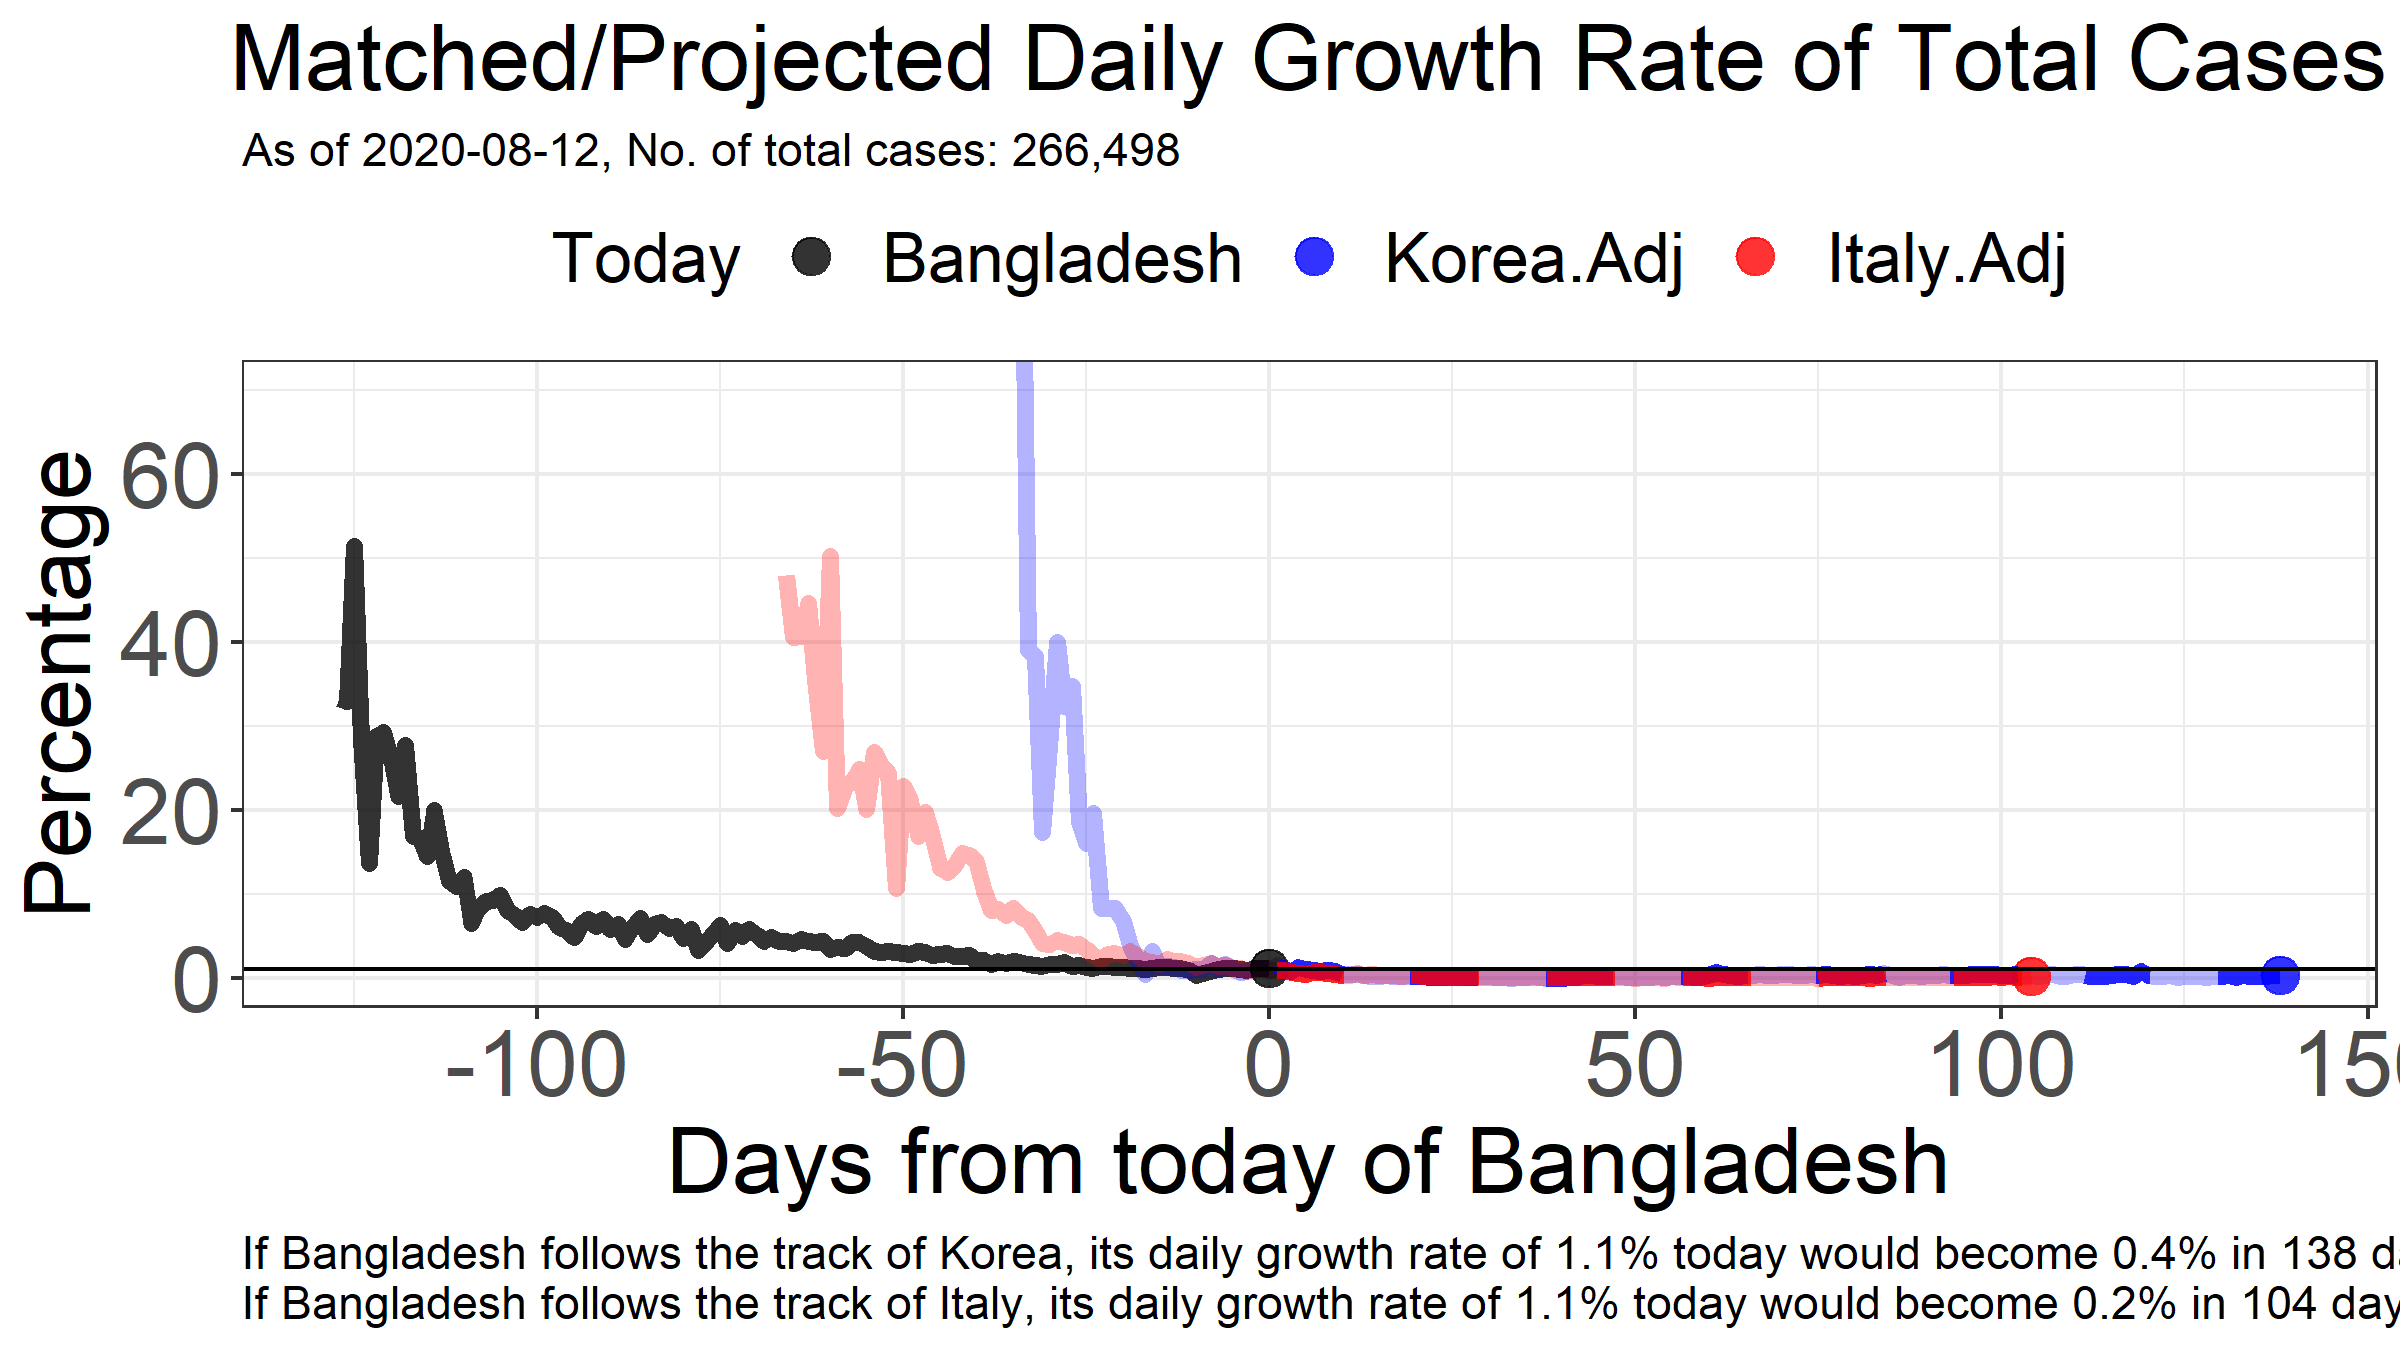 Matched/Projected Daily Growth Rate of Total Cases
As of 2020-08-12, No. of total cases: 266,498
Today Bangladesh Korea.Adj Italy.Adj
Percentage
60
40
20
0
-100 -50 0 50 100
Days from today of Bangladesh
If Bangladesh follows the track of Korea, its daily growth rate of 1.1% today would become 0.4% in 138
If Bangladesh follows the track of Italy, its daily growth rate of 1.1% today would become 0.2% in 104 day